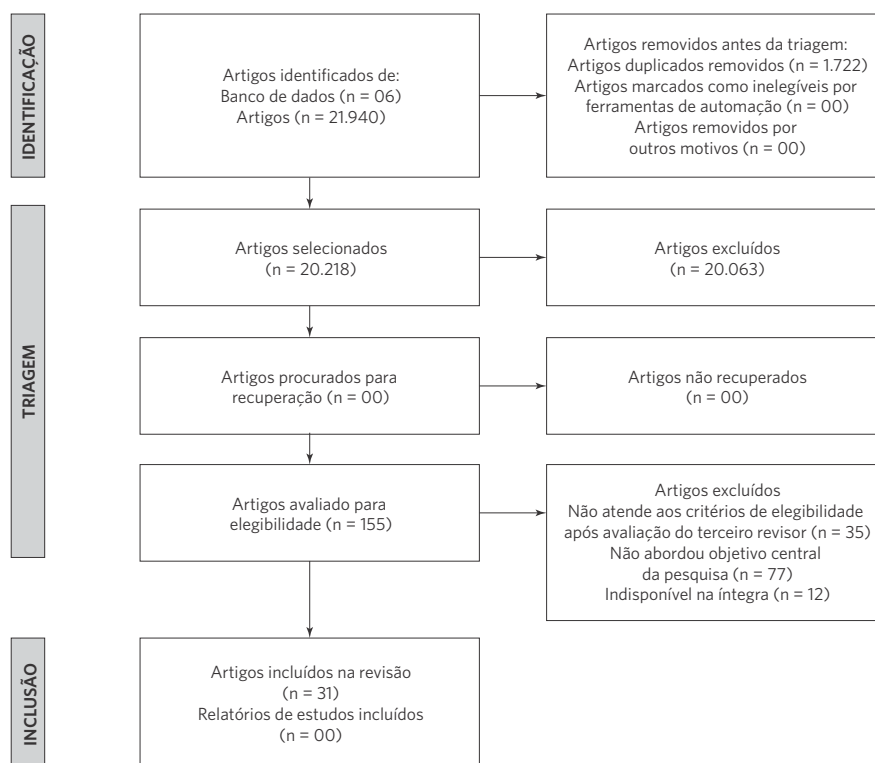 IDENTIFICAÇÃO
Artigos identificados de:
Banco de dados (n = 06)
Artigos (n = 21.940)
Artigos removidos antes da triagem:
Artigos duplicados removidos (n = 1.722)
Artigos marcados como inelegíveis por
ferramentas de automação (n = 00)
Artigos removidos por
outros motivos (n = 00)
TRIAGEM
Artigos selecionados
(n = 20.218)
Artigos excluídos
(n = 20.063)
Artigos procurados para
recuperação (n = 00)
Artigos não recuperados
(n = 00)
Artigos avaliado para
elegibilidade (n = 155)
Artigos excluídos
Não atende aos critérios de elegibilidade
após avaliação do terceiro revisor (n = 35)
Não abordou objetivo central
da pesquisa (n = 77)
Indisponível na íntegra (n = 12)
INCLUSÃO
Artigos incluídos na revisão
(n = 31)
Relatórios de estudos incluídos
(n = 00)